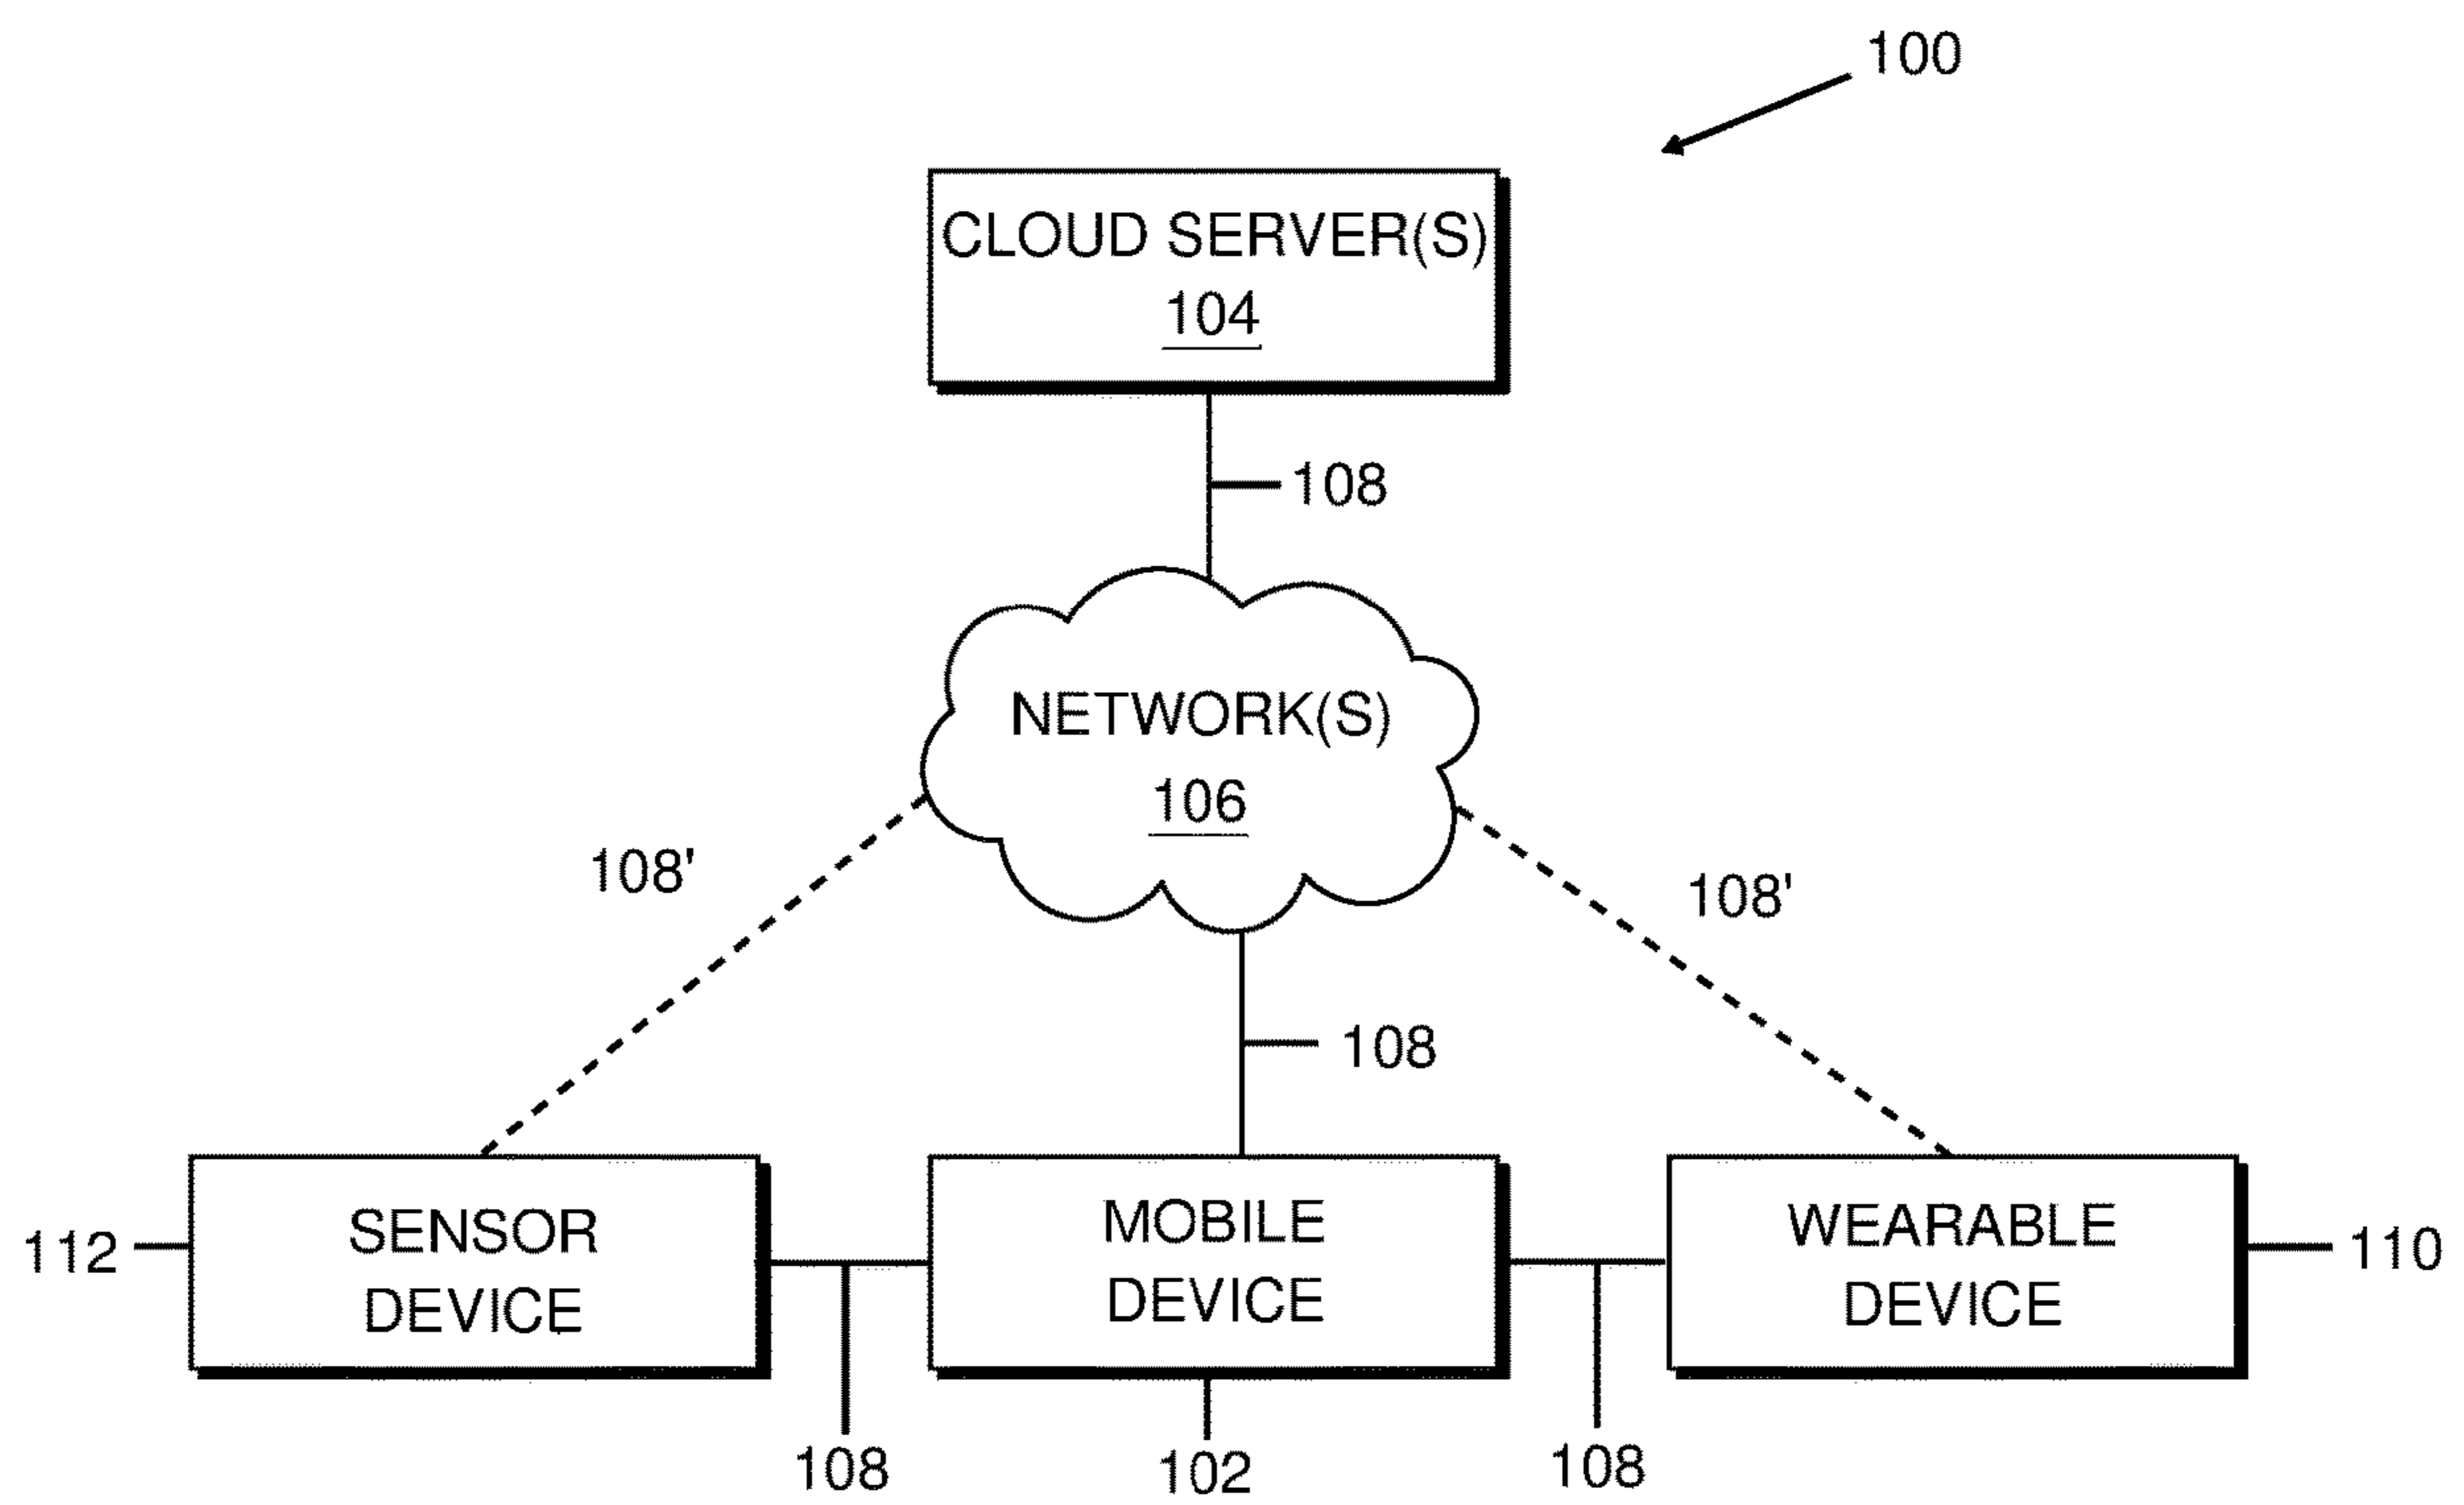 100
CLOUD SERVER(S)
104
108
NETWORK(S)
106
108'
108'
108
112
SENSOR
DEVICE
MOBILE
DEVICE
WEARABLE
DEVICE
110
108
102
108